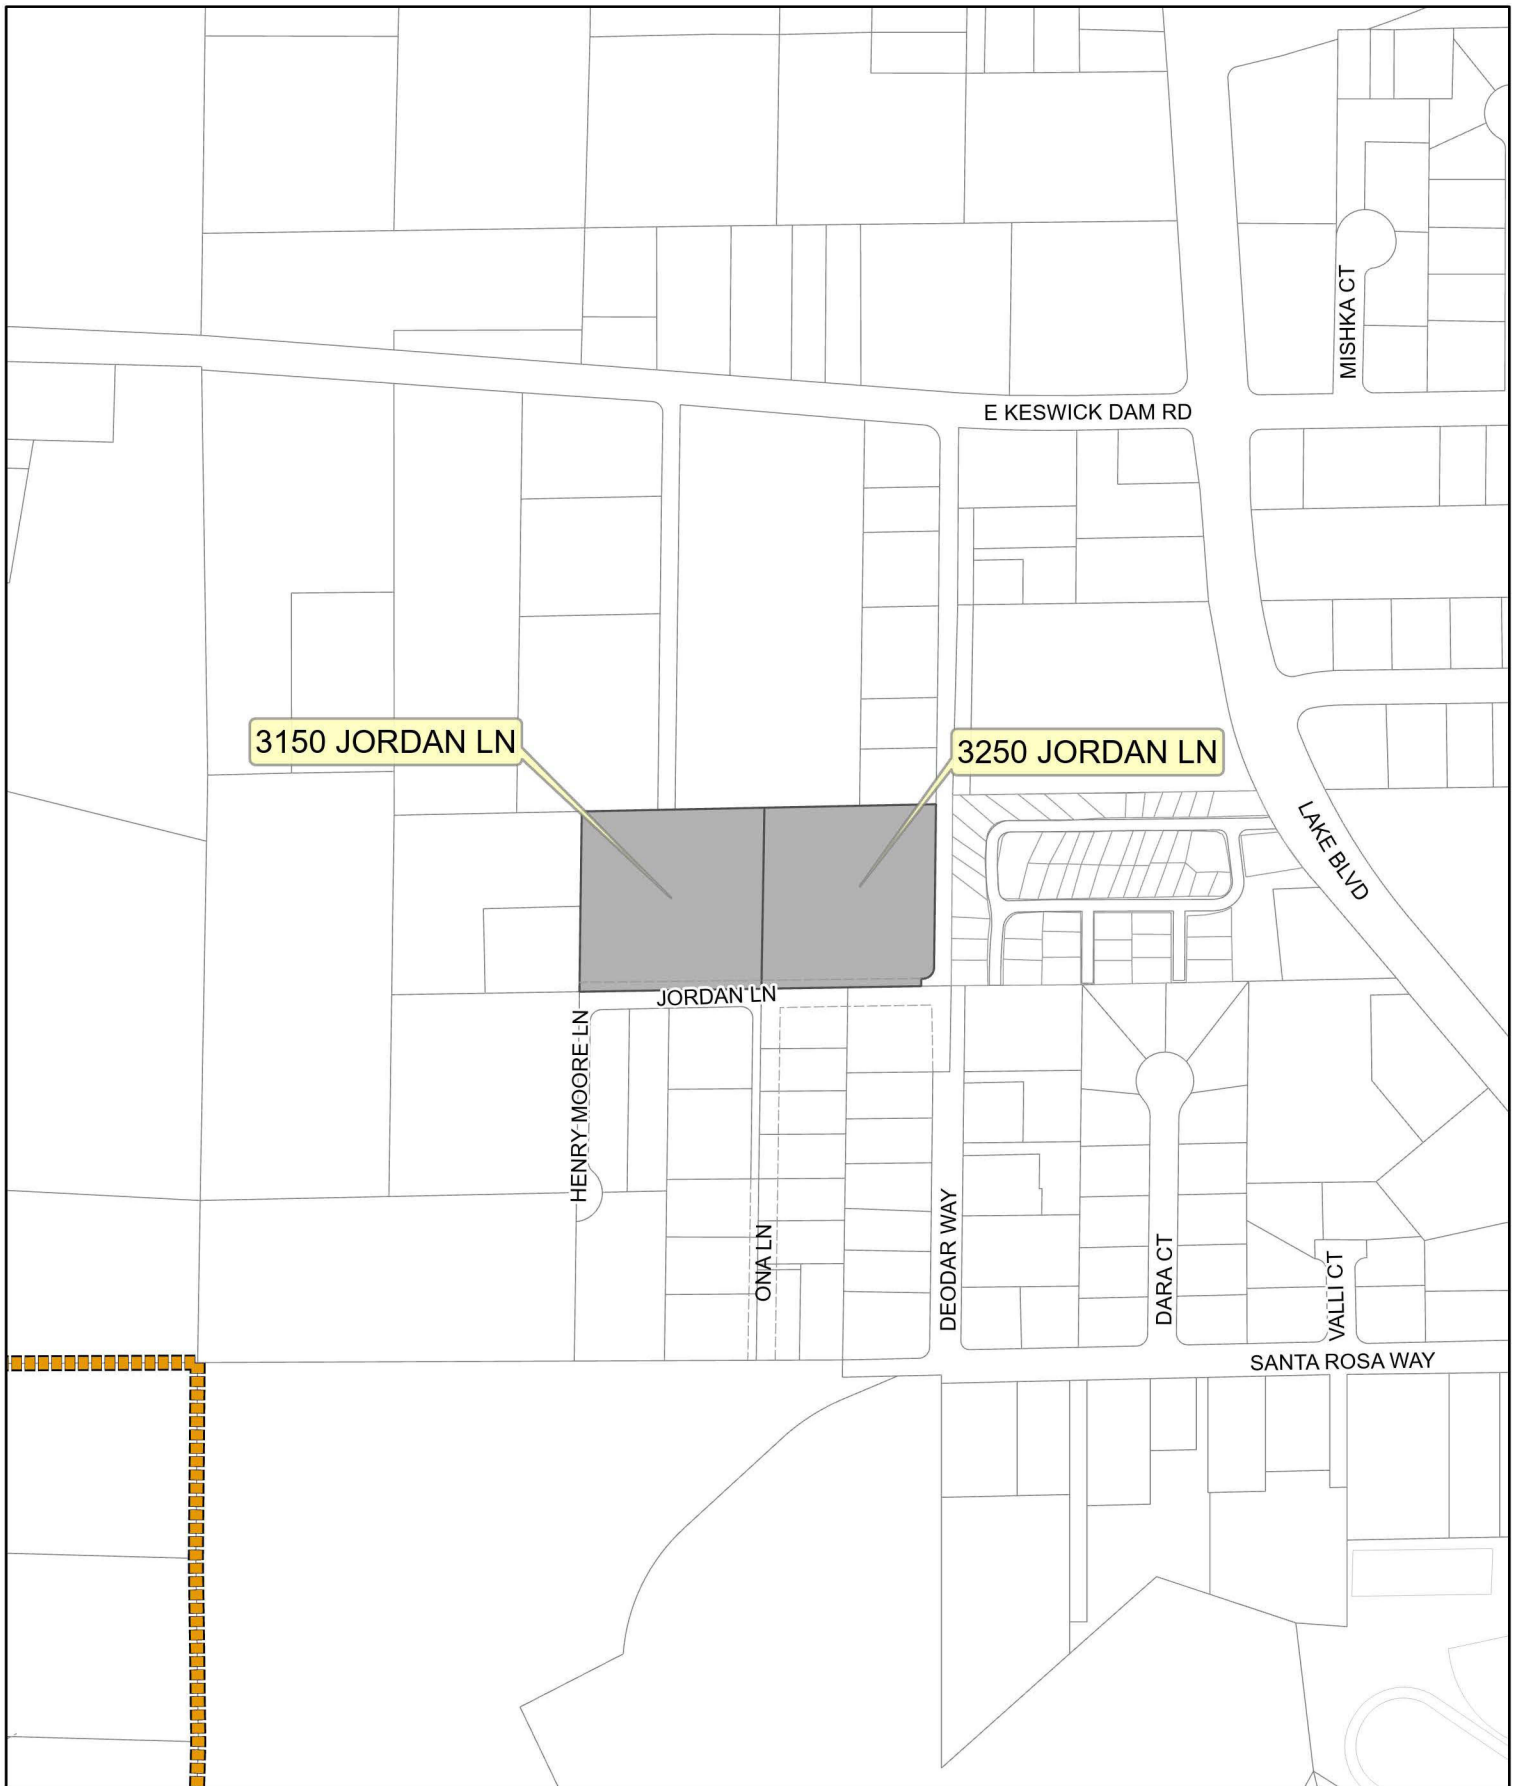 MISHKA CT
E KESWICK DAM RD
3150 JORDAN LN
3250 JORDAN LN
LAKE BLVD
JORDAN LN
HENRY MOORE LN
ONA LN
DEODAR WAY
DARA CT
VALLI CT
SANTA ROSA WAY